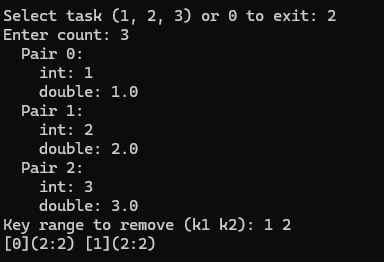 Select task (1, 2, 3) or 0 to exit: 2
Enter count: 3
Pair 0:
int: 1
double: 1.0
Pair 1:
int: 2
double: 2.0
Pair 2:
int: 3
double: 3.0
Key range to remove (k1 k2): 1 2
[0](2:2) [1](2:2)